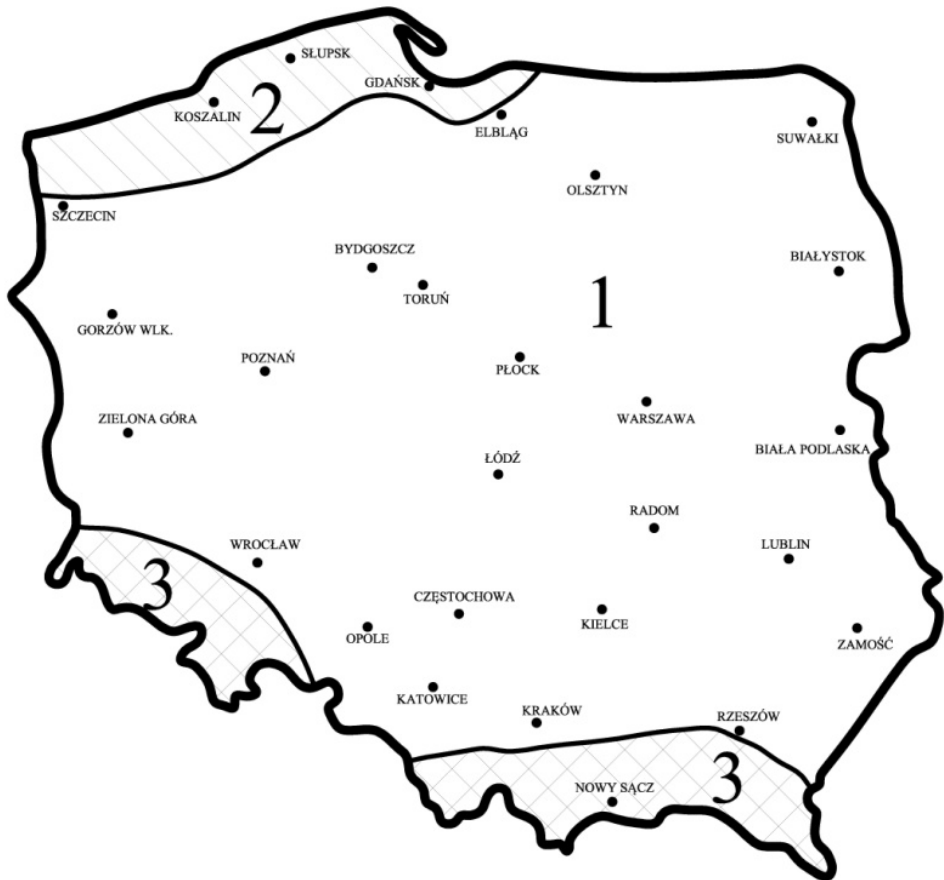 SŁUPSK
GDAŃSK
KOSZALIN
2
ELBLĄG
SUWAŁKI
OLSZTYN
SZCZECIN
BYDGOSZCZ
BIAŁYSTOK
TORUŃ
1
GORZÓW WLK.
POZNAŃ
PŁOCK
ZIELONA GÓRA
WARSZAWA
BIAŁA PODLASKA
ŁÓDŹ
RADOM
WROCŁAW
LUBLIN
3
CZĘSTOCHOWA
KIELCE
OPOLE
ZAMOŚĆ
KATOWICE
KRAKÓW
RZESZÓW
NOWY SĄCZ
3